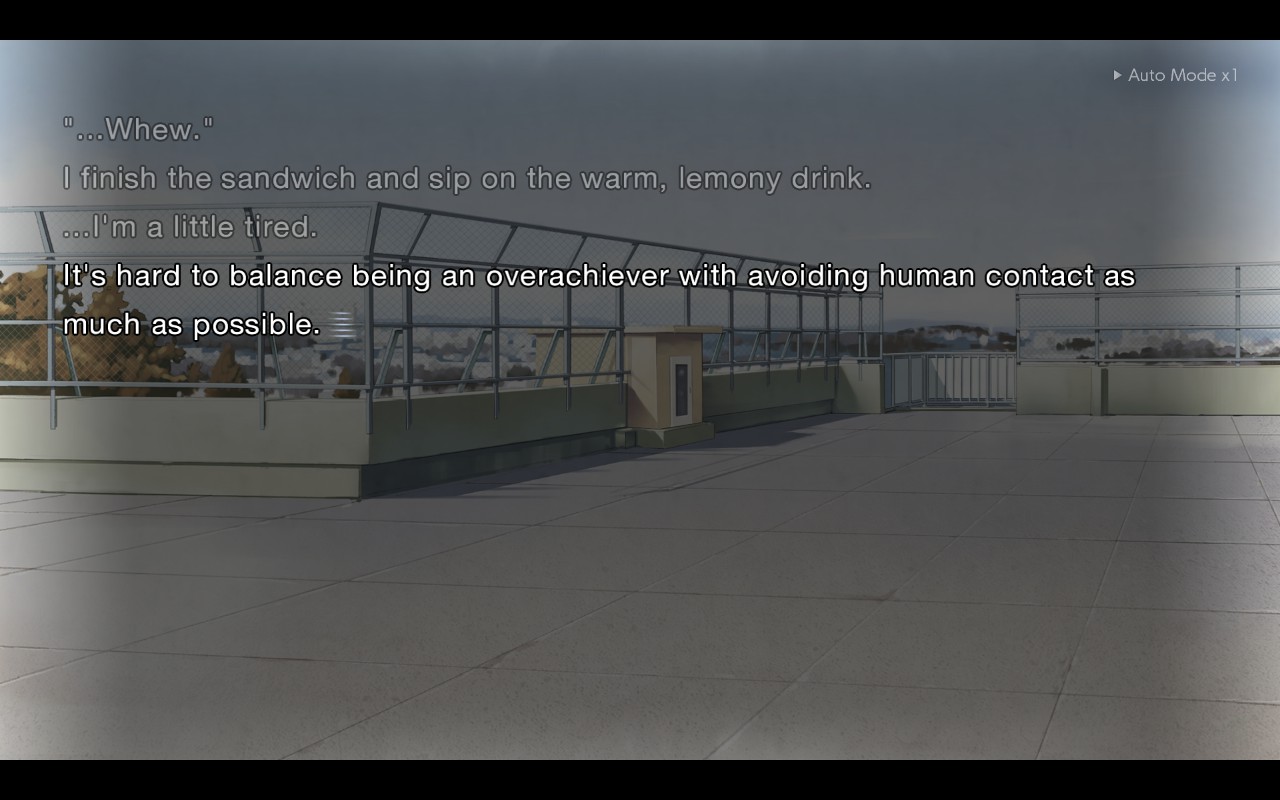 Auto Mode x1
"...Whew."
I finish the sandwich and sip on the warm, lemony drink.
...I'm a little tired.
It's hard to balance being an overachiever with avoiding human contact as
much as possible.